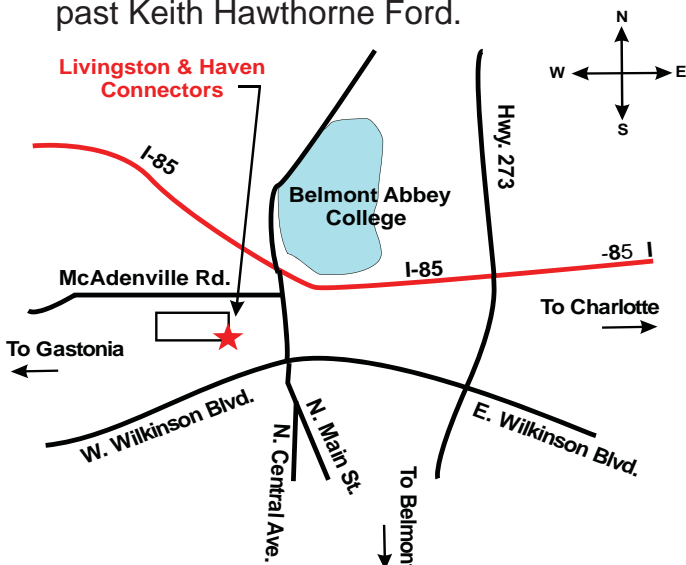 past Keith Hawthorne Ford.
N
Livingston & Haven
Connectors
W
E
S
I-85
Hwy. 273
Belmont Abbey
College
-85 I
I-85
McAdenville Rd.
To Charlotte
To Gastonia
W. Wilkinson Blvd.
N. Main St.
E. Wilkinson Blvd.
N. Central Ave.
To Belmont